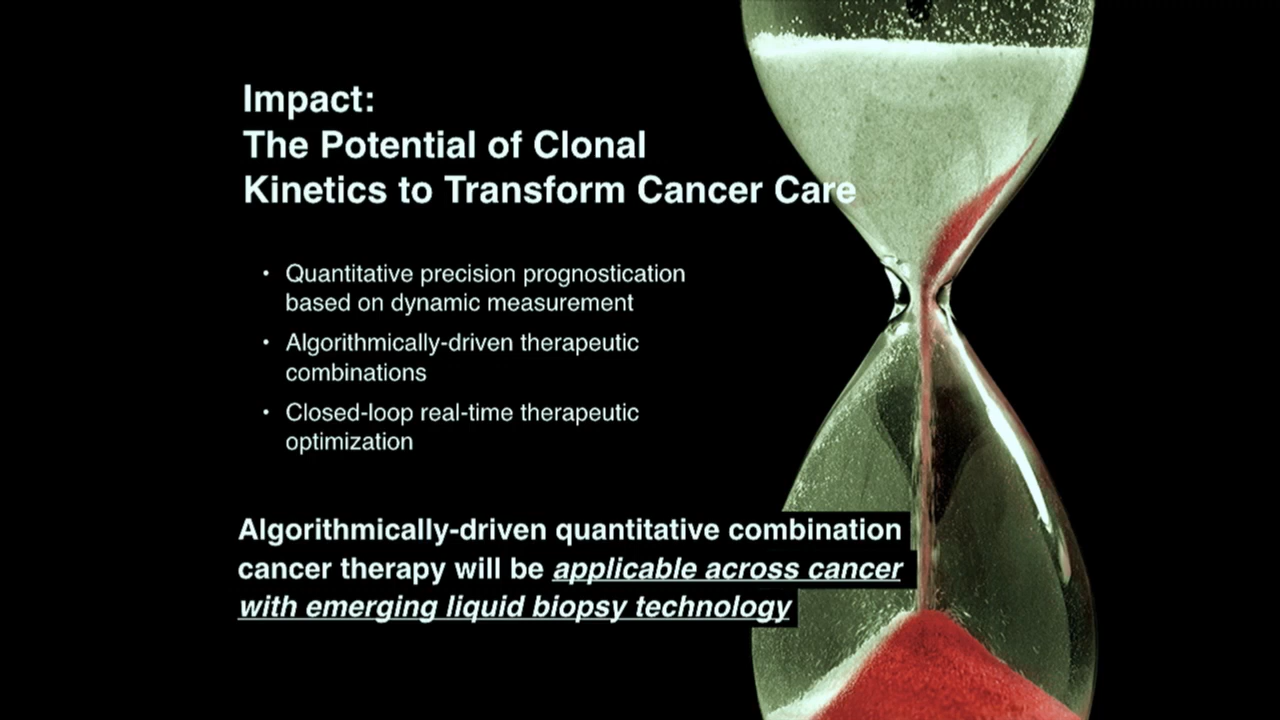 Impact:
The Potential of Clonal
Kinetics to Transform Cancer Care
• Quantitative precision prognostication
based on dynamic measurement
• Algorithmically-driven therapeutic
combinations
• Closed-loop real-time therapeutic
optimization
Algorithmically-driven quantitative combination
cancer therapy will be applicable across cancer
with emerging liquid biopsy technology